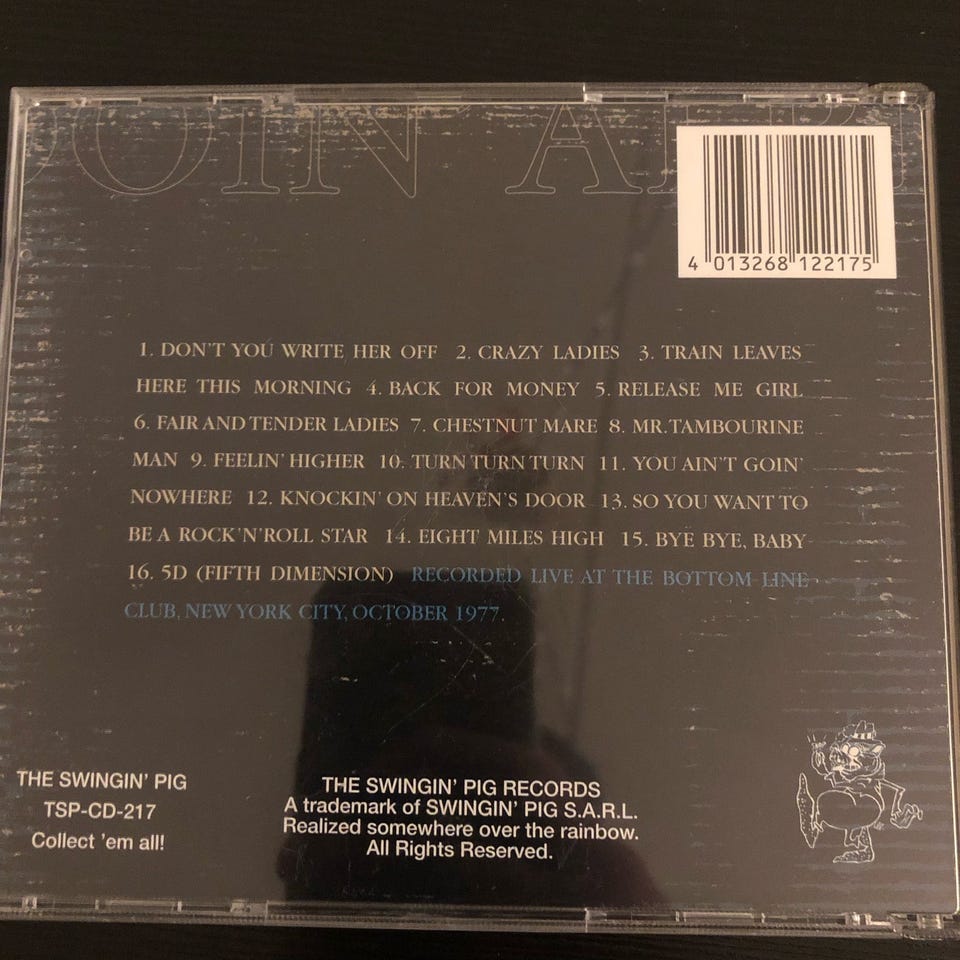 4 013268 122175
1. DON'T YOU WRITE HER OFF 2. CRAZY LADIES 3. TRAIN LEAVES
HERE THIS MORNING 4. BACK FOR MONEY 5. RELEASE ME GIRL
6. FAIR AND TENDER LADIES 7. CHESTNUT MARE 8. MR. TAMBOURINE
MAN 9. FEELIN' HIGHER 10. TURN TURN TURN 11. YOU AIN'T GOIN'
NOWHERE 12. KNOCKIN' ON HEAVEN'S DOOR 13. SO YOU WANT TO
BE A ROCK'N'ROLL STAR 14. EIGHT MILES HIGH 15. BYE BYE, BABY
16. 5D (FIFTH DIMENSION) RECORDED LIVE AT THE BOTTOM LINE
CLUB, NEW YORK CITY, OCTOBER 1977.
THE SWINGIN' PIG
TSP-CD-217
Collect 'em all!
THE SWINGIN' PIG RECORDS
A trademark of SWINGIN' PIG S.A.R.L.
Realized somewhere over the rainbow.
All Rights Reserved.